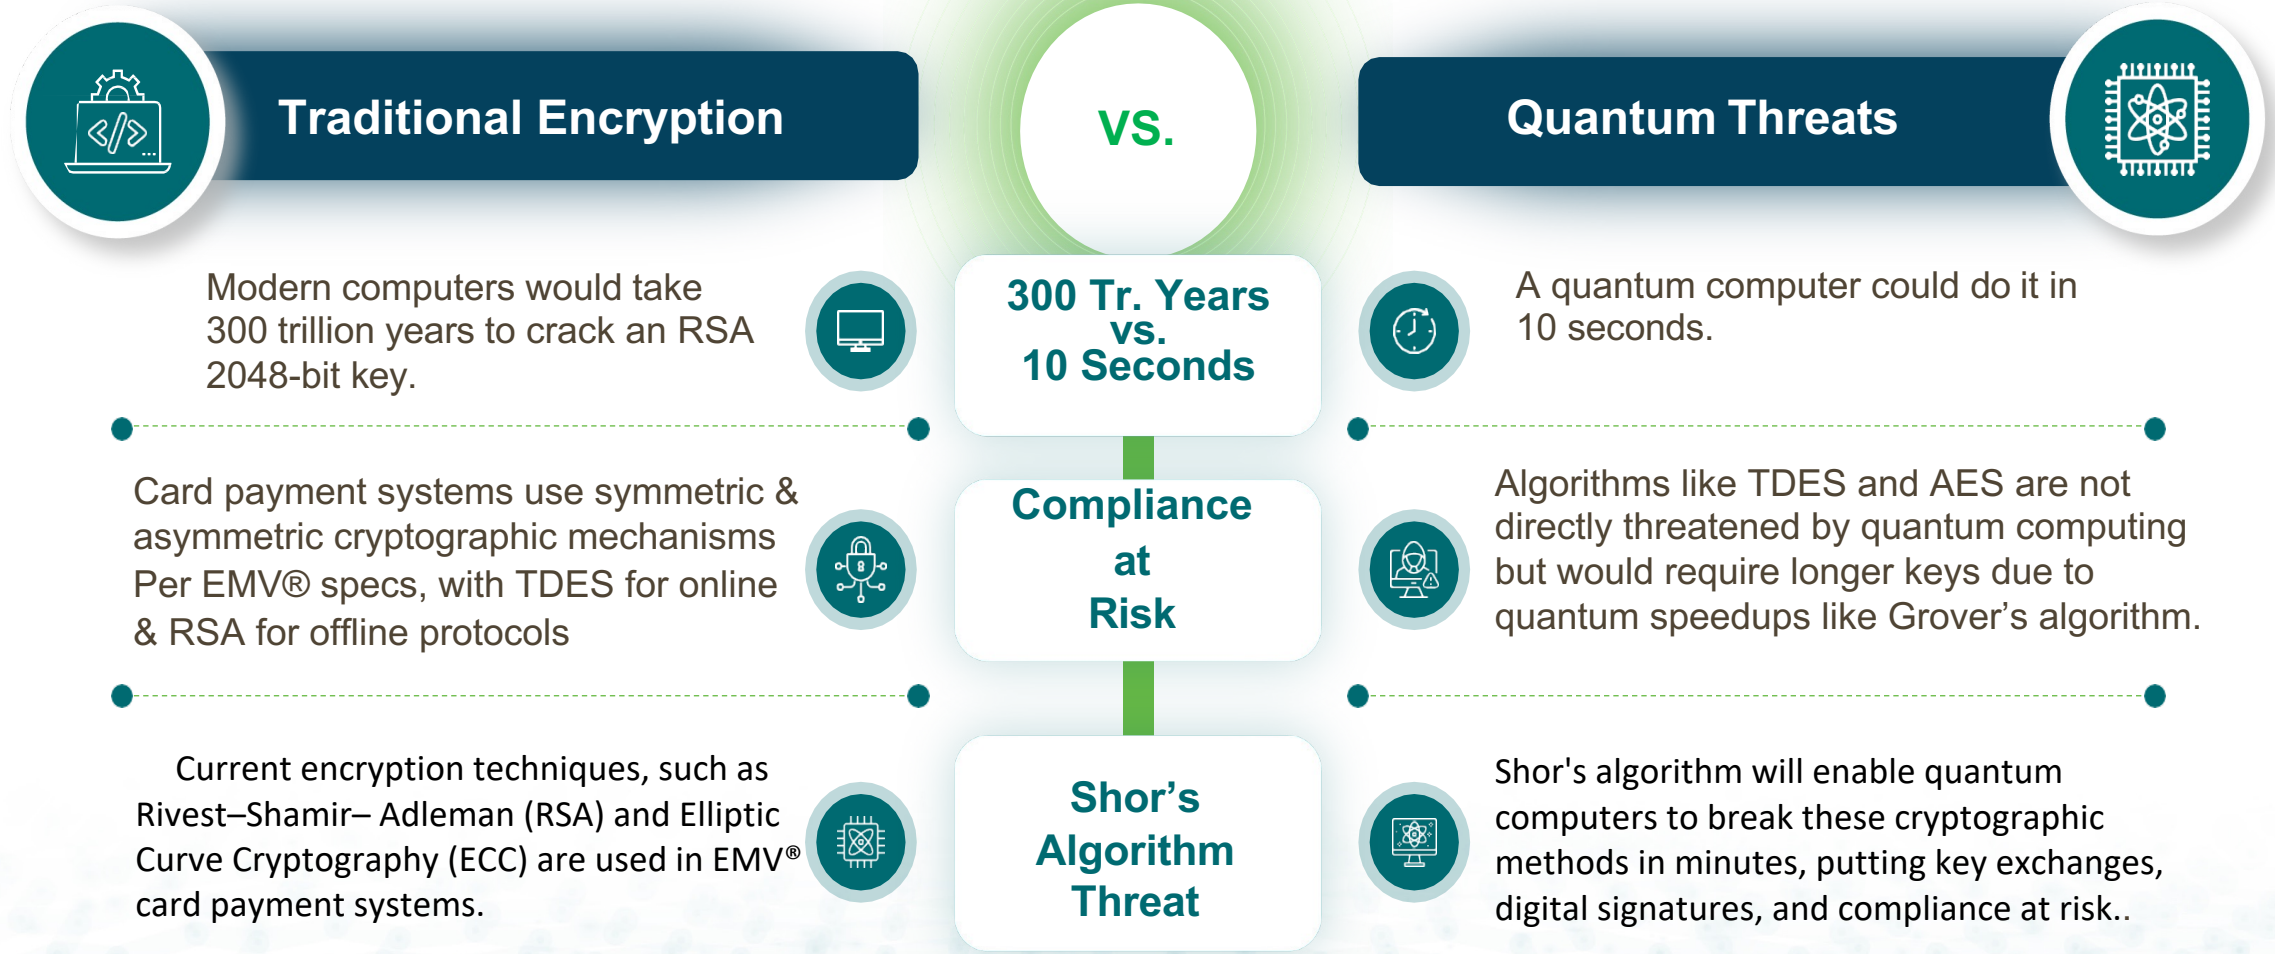 Traditional Encryption
VS.
Quantum Threats
Modern computers would take
300 trillion years to crack an RSA
2048-bit key.
300 Tr. Years
vs.
10 Seconds
A quantum computer could do it in
10 seconds.
Card payment systems use symmetric &
asymmetric cryptographic mechanisms
Per EMV® specs, with TDES for online
& RSA for offline protocols
Compliance
at
Risk
Algorithms like TDES and AES are not
directly threatened by quantum computing
but would require longer keys due to
quantum speedups like Grover’s algorithm.
Current encryption techniques, such as
Rivest–Shamir– Adleman (RSA) and Elliptic
Curve Cryptography (ECC) are used in EMV®
card payment systems.
Shor’s
Algorithm
Threat
Shor's algorithm will enable quantum
computers to break these cryptographic
methods in minutes, putting key exchanges,
digital signatures, and compliance at risk..